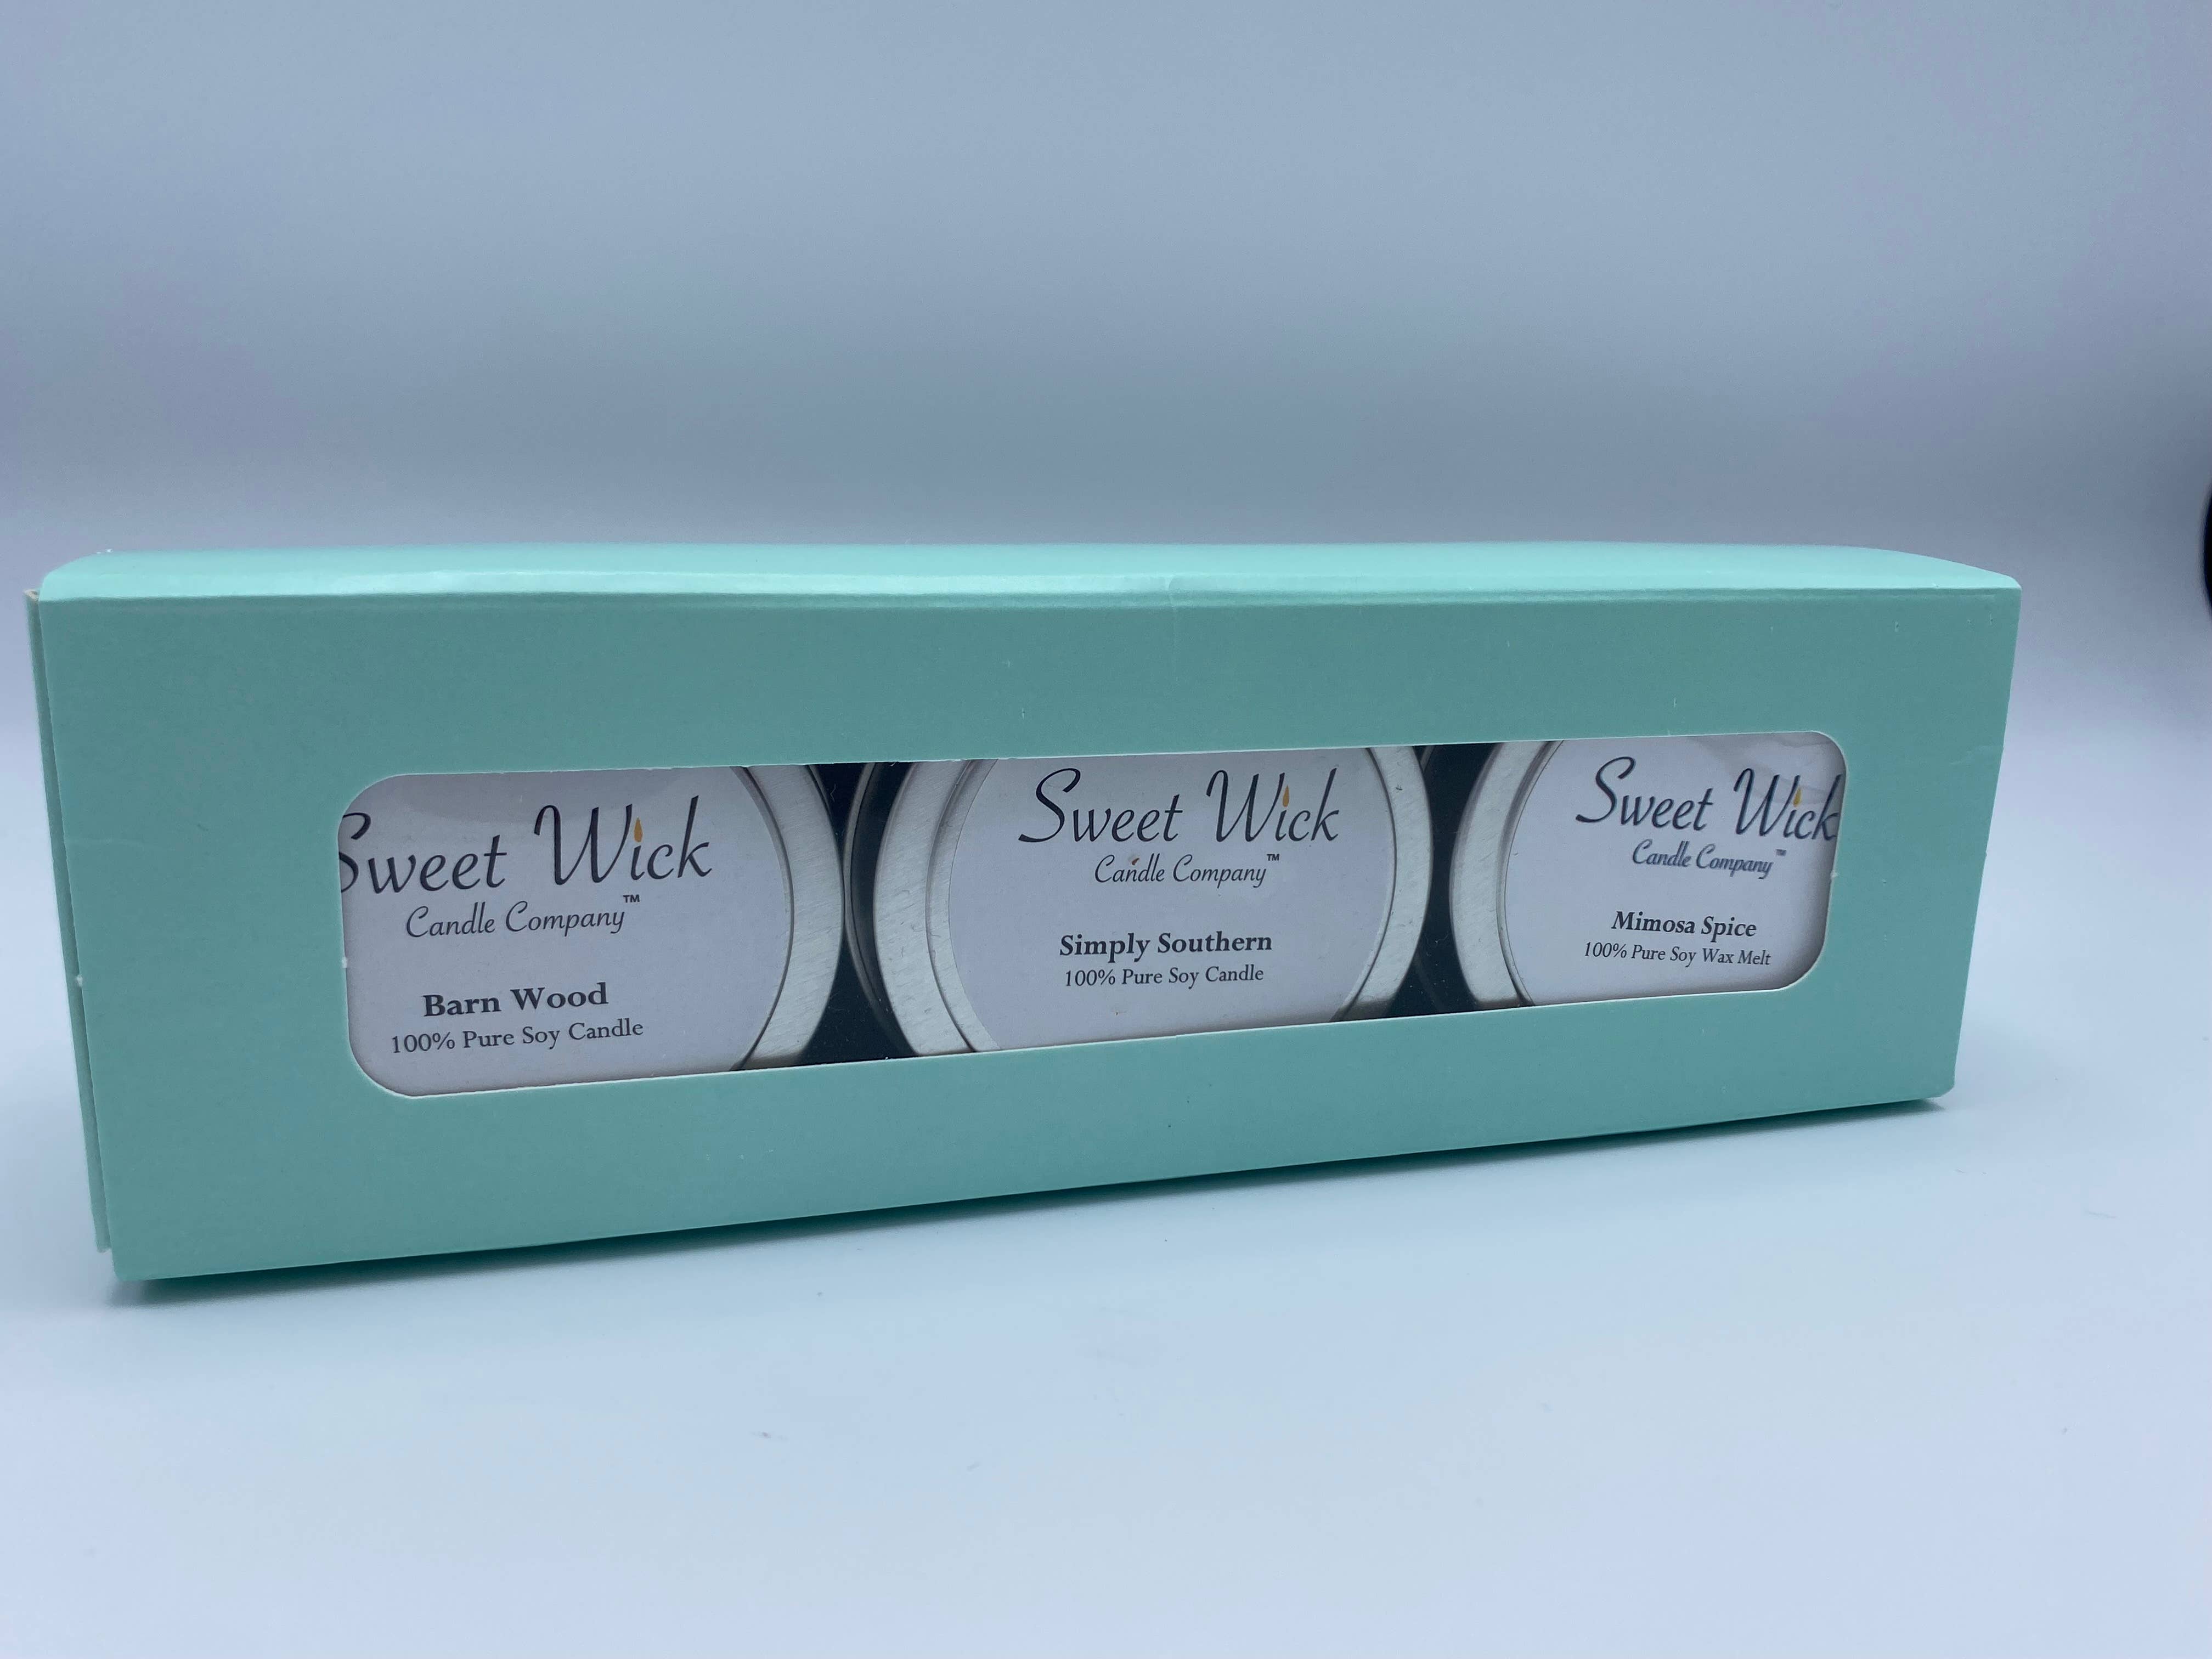 Sweet Wick
Candle Company™
Barn Wood
100% Pure Soy Candle
Sweet Wick
Candle Company™
Simply Southern
100% Pure Soy Candle
Sweet Wick
Candle Company™
Mimosa Spice
100% Pure Soy Wax Melt